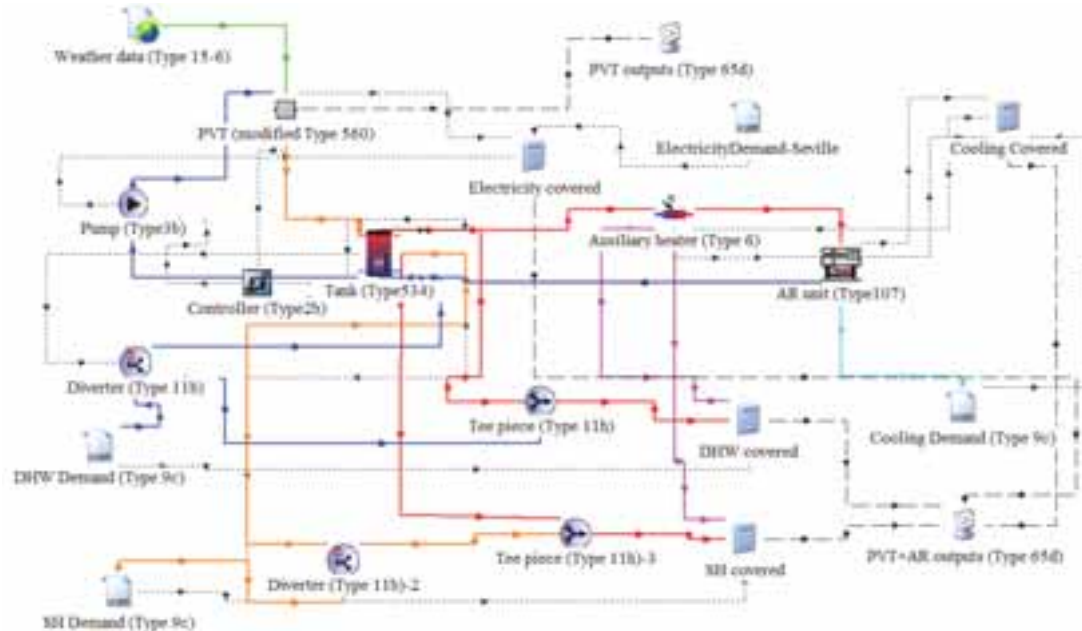 Weather data (Type 15-6)
PVT outputs (Type 65d)
PVT (modified Type 560)
ElectricityDemand-Seville
Cooling Covered
Electricity covered
Pump (Type3b)
Auxiliary heater (Type 6)
Tank (Type534)
AR unit (Type107)
Controller (Type2b)
Diverter (Type 11b)
Tee piece (Type 11h)
Cooling Demand (Type 9c)
DHW covered
DHW Demand (Type 9c)
Tee piece (Type 11h)-3
PVT+AR outputs (Type 65d)
SH covered
Diverter (Type 11b)-2
SH Demand (Type 9c)